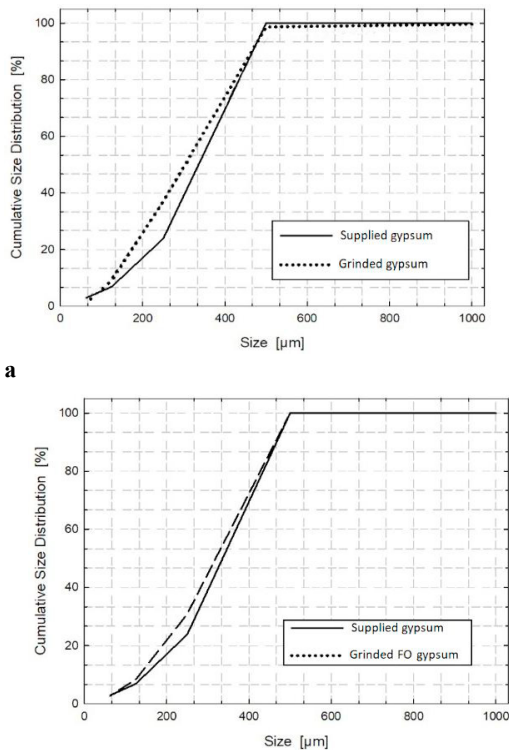 100
80
60
40
20
0
Cumulative Size Distribution [%]
Supplied gypsum
Grinded gypsum
0 200 400 600 800 1000
Size [µm]
a
100
80
60
40
20
0
Cumulative Size Distribution [%]
Supplied gypsum
Grinded FO gypsum
0 200 400 600 800 1000
Size [µm]